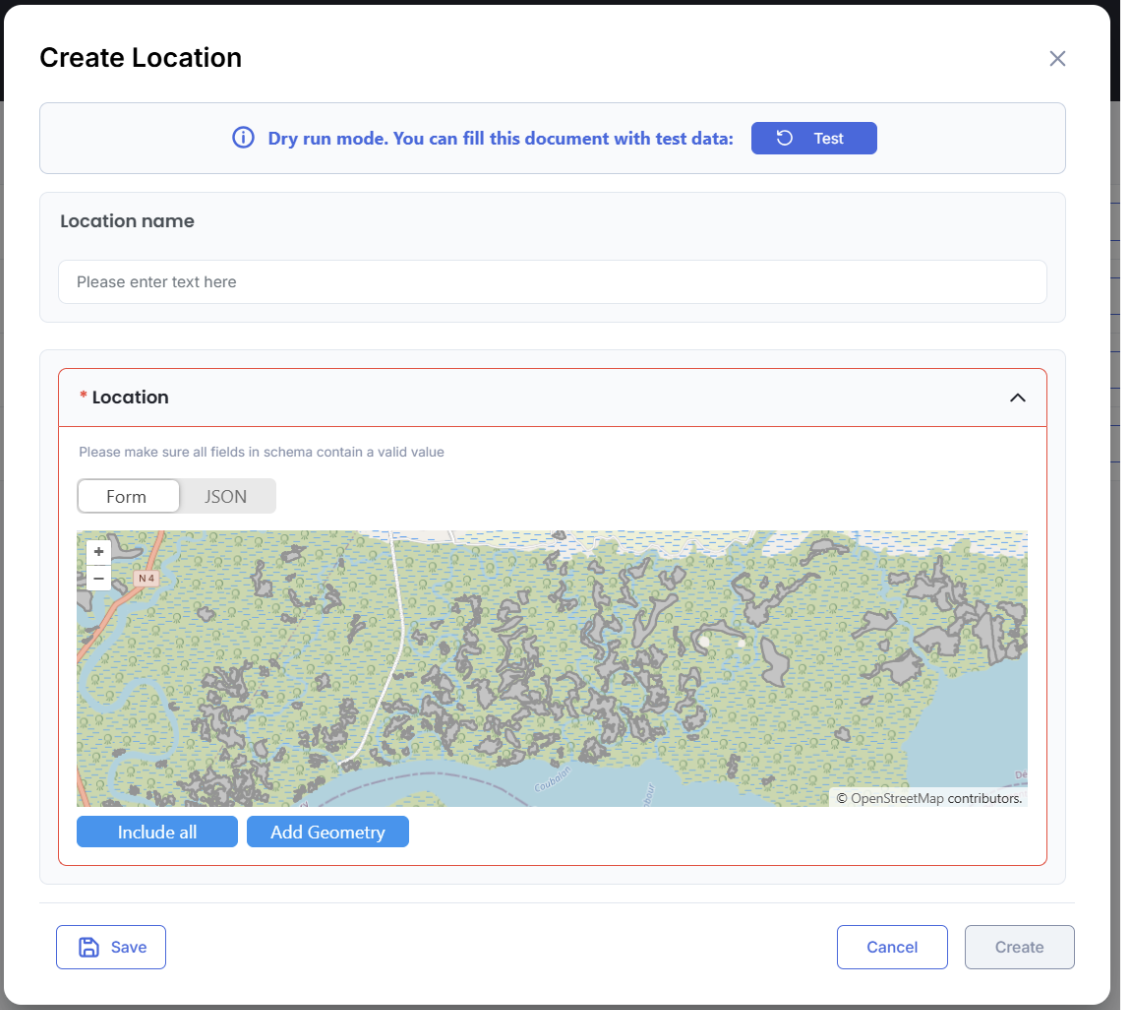 Create Location
Dry run mode. You can fill this document with test data:
Test
Location name
Please enter text here
* Location
Please make sure all fields in schema contain a valid value
Form
JSON
+
−
N 4
Coubalan
© OpenStreetMap contributors.
Include all
Add Geometry
Save
Cancel
Create